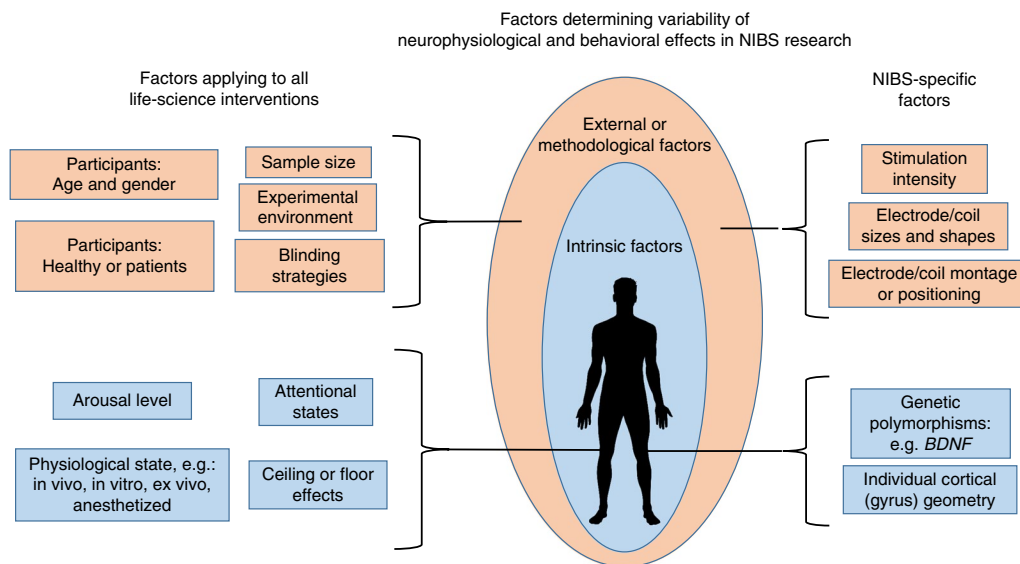 Factors determining variability of
neurophysiological and behavioral effects in NIBS research
Factors applying to all
life-science interventions
NIBS-specific
factors
Participants:
Age and gender
Participants:
Healthy or patients
Sample size
Experimental
environment
Blinding
strategies
External or
methodological factors
Intrinsic factors
Stimulation
intensity
Electrode/coil
sizes and shapes
Electrode/coil montage
or positioning
Arousal level
Attentional
states
Physiological state, e.g.:
in vivo, in vitro, ex vivo,
anesthetized
Ceiling or floor
effects
Genetic
polymorphisms:
e.g. BDNF
Individual cortical
(gyrus) geometry